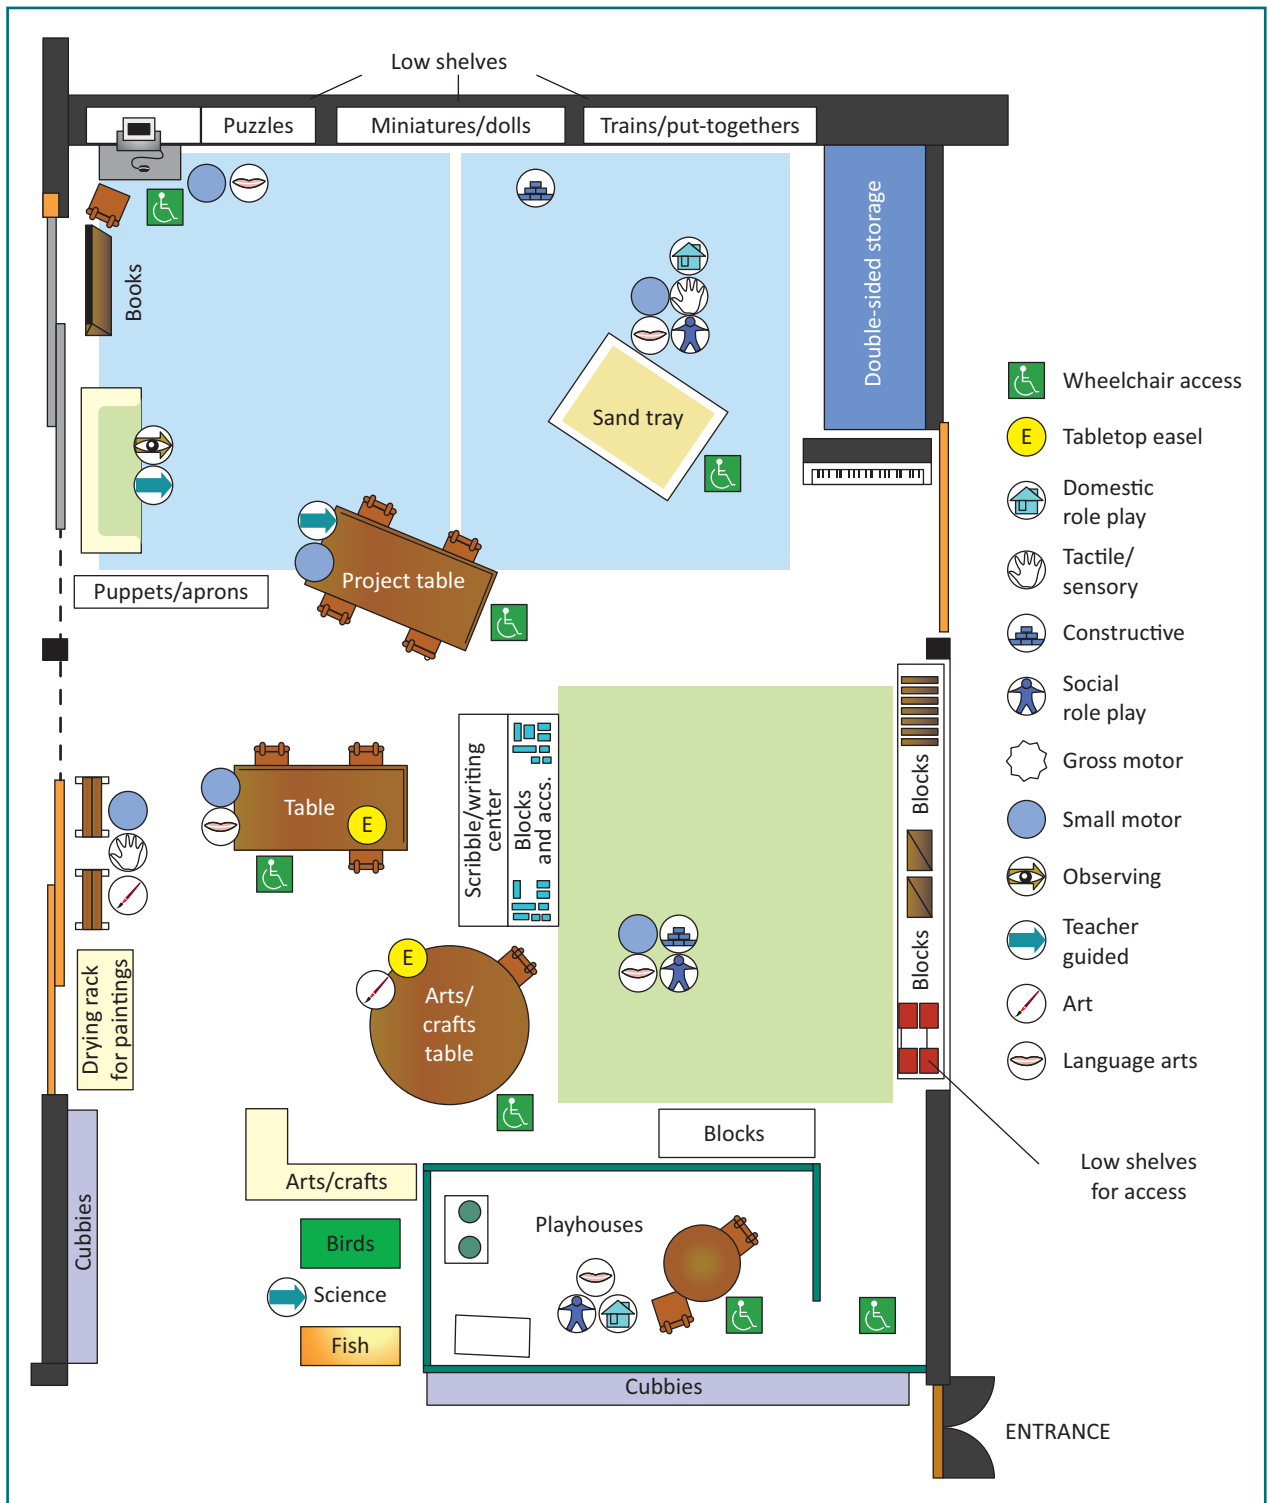 Low shelves
Puzzles
Miniatures/dolls
Trains/put-togethers
Books
Double-sided storage
Sand tray
Project table
Puppets/aprons
Wheelchair access
E
Tabletop easel
Domestic
role play
Tactile/
sensory
Constructive
Social
role play
Gross motor
Small motor
Observing
Teacher
guided
Art
Language arts
Table
E
Scribble/writing
center
Blocks
and accs.
Blocks
Blocks
E
Arts/
crafts
table
Drying rack
for paintings
Blocks
Low shelves
for access
Cubbies
Arts/crafts
Birds
Science
Fish
Playhouses
Cubbies
ENTRANCE